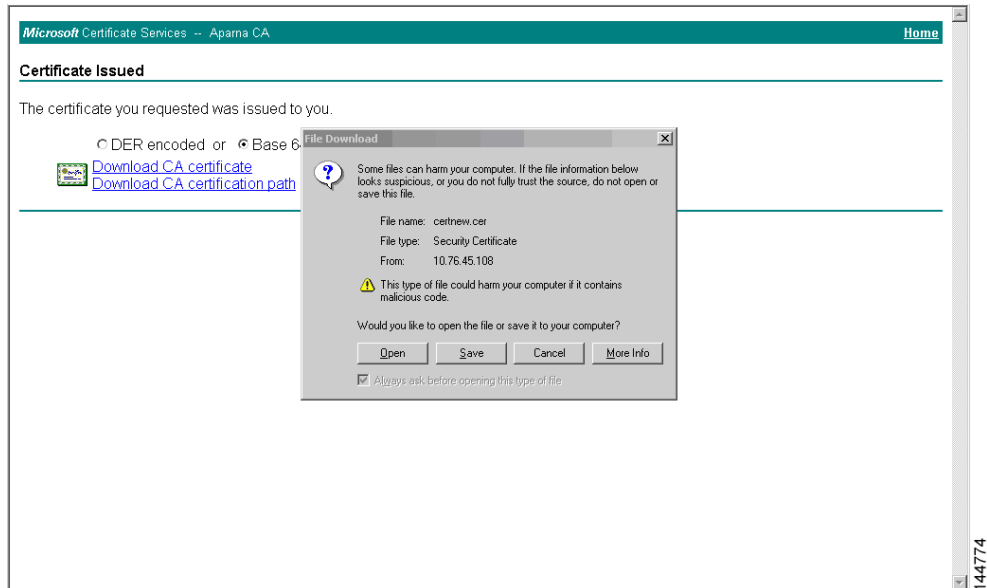 Microsoft Certificate Services -- Aparna CA
Home
Certificate Issued
The certificate you requested was issued to you.
DER encoded or Base 6
Download CA certificate
Download CA certification path
File Download
Some files can harm your computer. If the file information below
looks suspicious, or you do not fully trust the source, do not open or
save this file.
File name: certnew.cer
File type: Security Certificate
From: 10.76.45.108
This type of file could harm your computer if it contains
malicious code.
Would you like to open the file or save it to your computer?
Open
Save
Cancel
More Info
Always ask before opening this type of file
144774